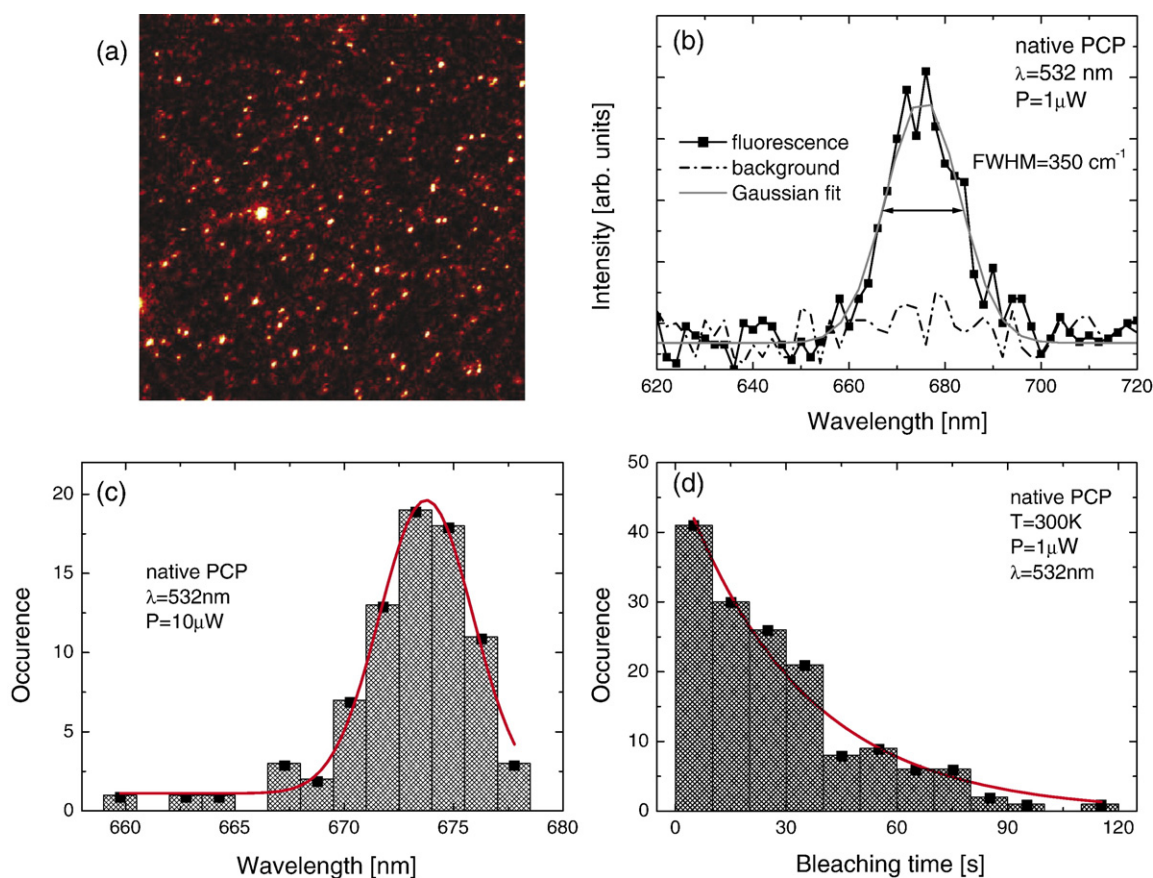 (a)
(b)
native PCP
λ=532 nm
P=1μW
fluorescence
background
Gaussian fit
FWHM=350 cm⁻¹
Intensity [arb. units]
620 640 660 680 700 720
Wavelength [nm]
(c)
native PCP
λ=532nm
P=10μW
Occurence
20
15
10
5
0
660 665 670 675 680
Wavelength [nm]
(d)
native PCP
T=300K
P=1μW
λ=532nm
Occurence
50
40
30
20
10
0
0 30 60 90 120
Bleaching time [s]